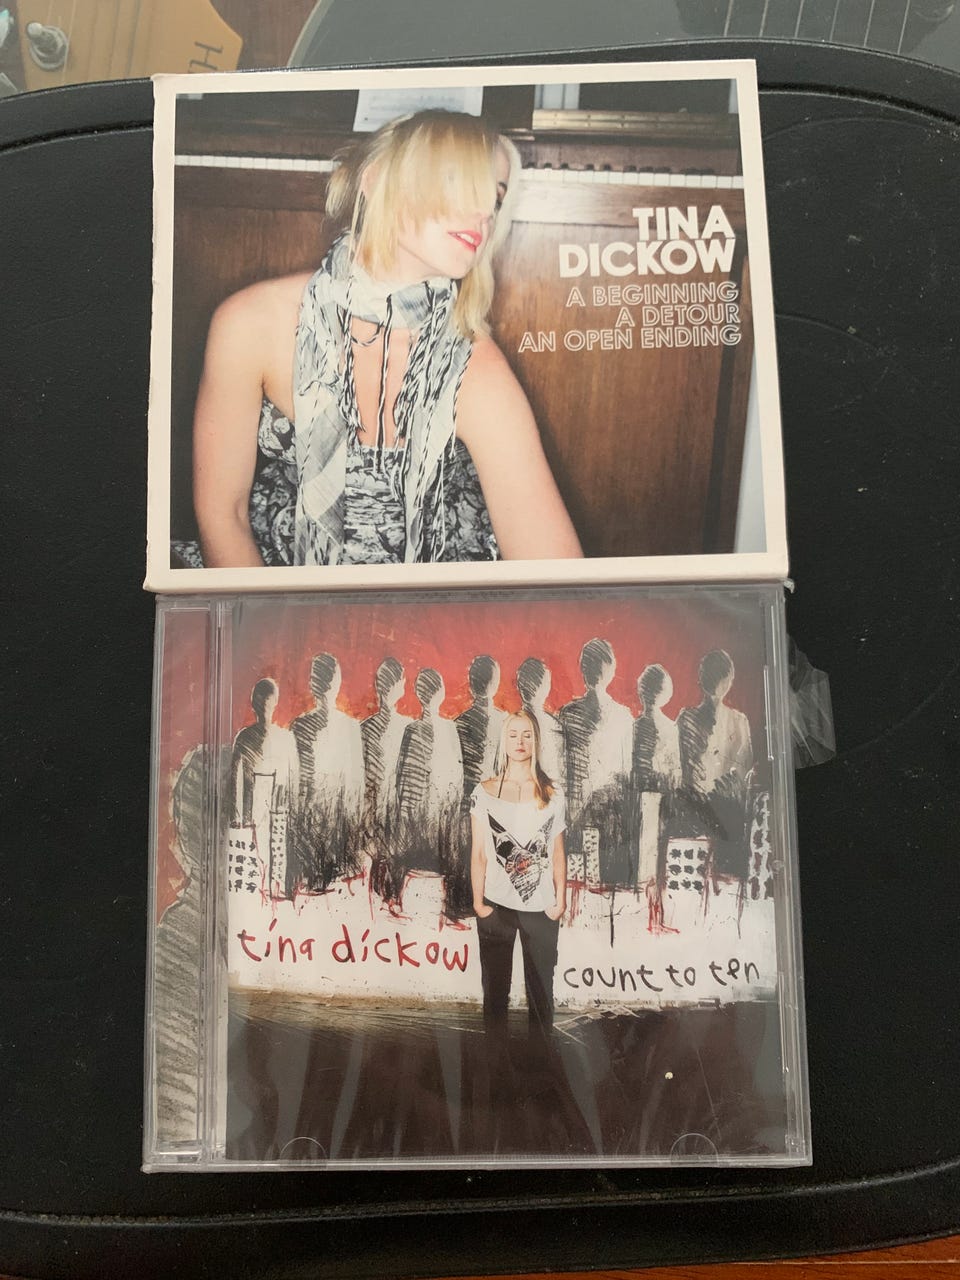 TINA
DICKOW
A BEGINNING
A DETOUR
AN OPEN ENDING
tina dickow
count to ten